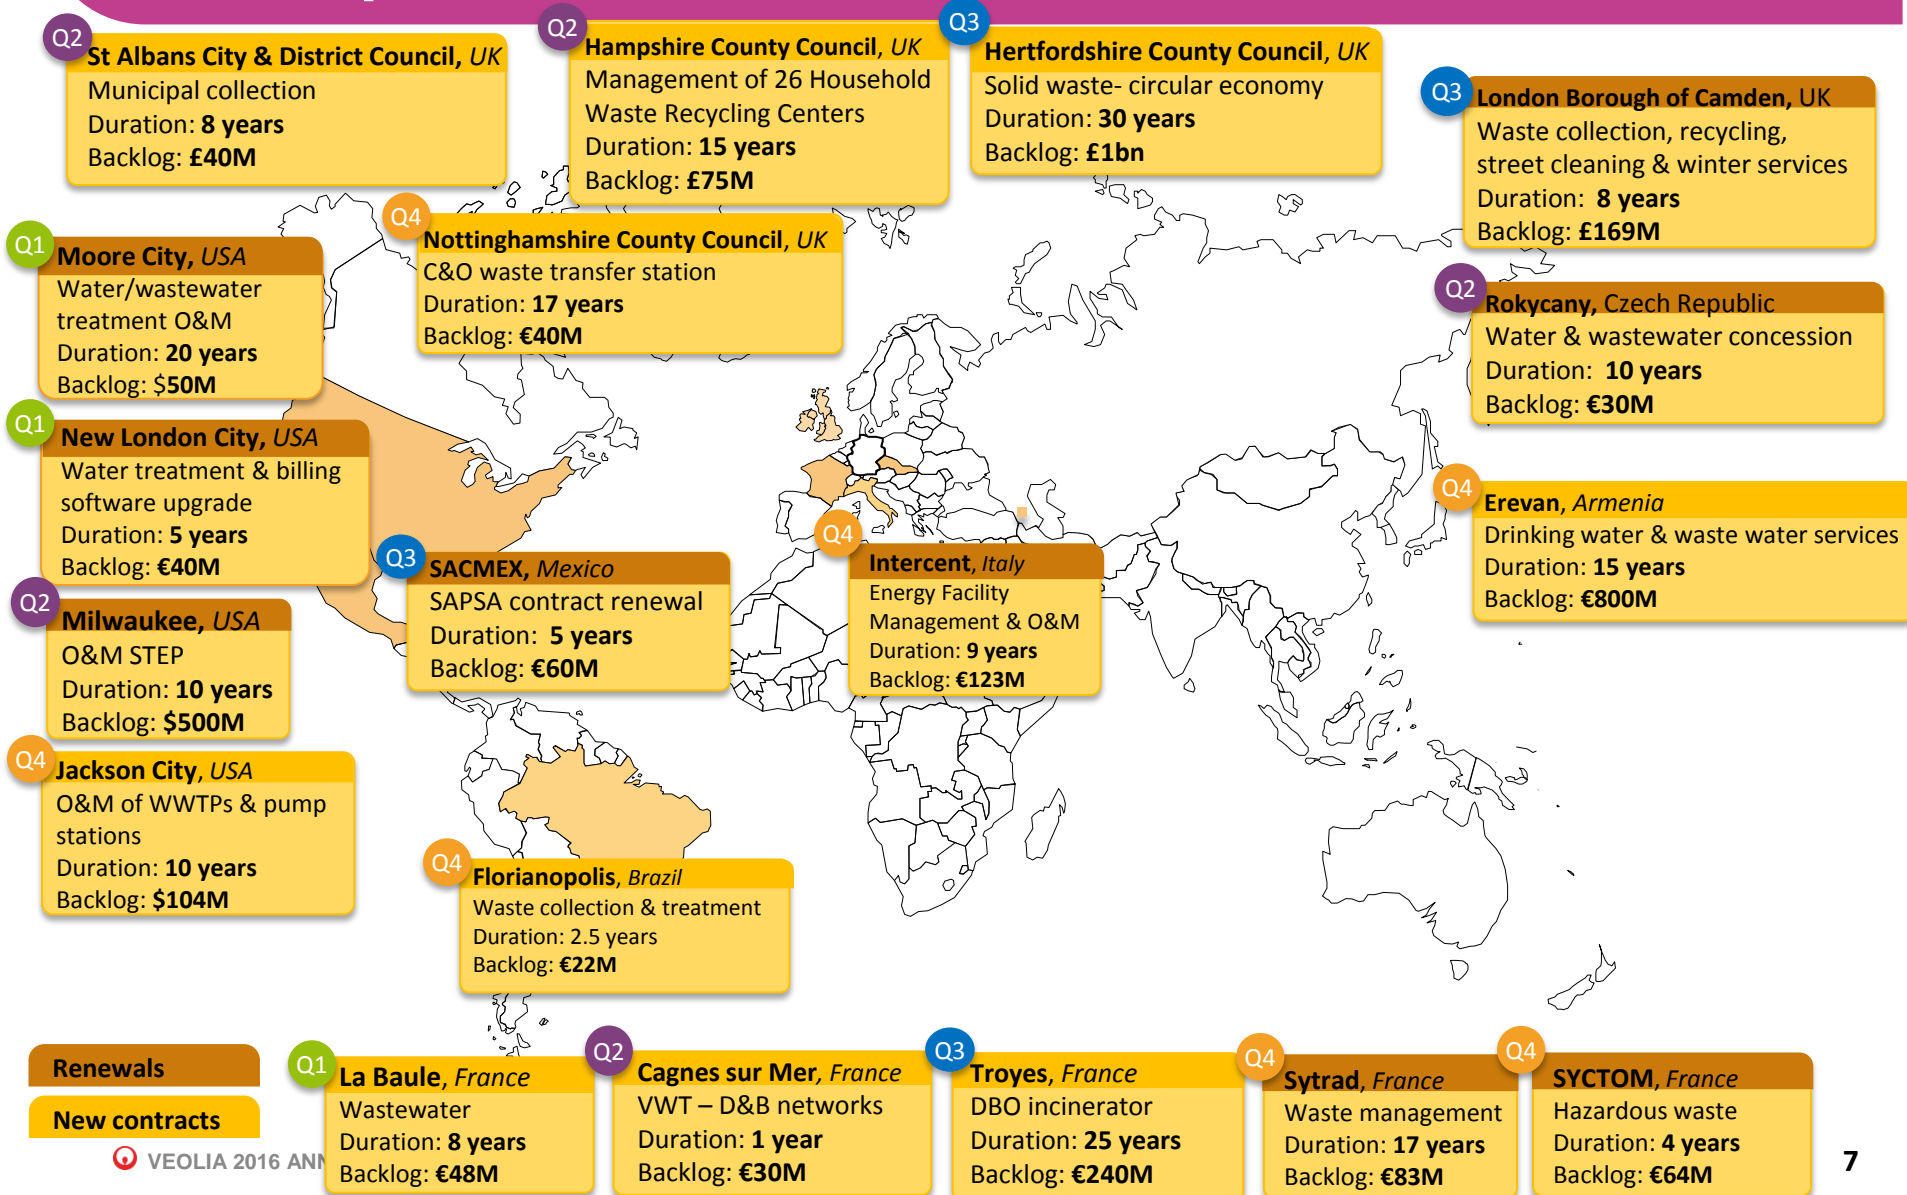 Q2
St Albans City & District Council, UK
Municipal collection
Duration: 8 years
Backlog: £40M
Q2
Hampshire County Council, UK
Management of 26 Household
Waste Recycling Centers
Duration: 15 years
Backlog: £75M
Q3
Hertfordshire County Council, UK
Solid waste- circular economy
Duration: 30 years
Backlog: £1bn
Q3
London Borough of Camden, UK
Waste collection, recycling,
street cleaning & winter services
Duration: 8 years
Backlog: £169M
Q1
Moore City, USA
Water/wastewater
treatment O&M
Duration: 20 years
Backlog: $50M
Q4
Nottinghamshire County Council, UK
C&O waste transfer station
Duration: 17 years
Backlog: €40M
Q2
Rokycany, Czech Republic
Water & wastewater concession
Duration: 10 years
Backlog: €30M
Q1
New London City, USA
Water treatment & billing
software upgrade
Duration: 5 years
Backlog: €40M
Q3
SACMEX, Mexico
SAPSA contract renewal
Duration: 5 years
Backlog: €60M
Q4
Intercent, Italy
Energy Facility
Management & O&M
Duration: 9 years
Backlog: €123M
Q4
Erevan, Armenia
Drinking water & waste water services
Duration: 15 years
Backlog: €800M
Q2
Milwaukee, USA
O&M STEP
Duration: 10 years
Backlog: $500M
Q4
Jackson City, USA
O&M of WWTPs & pump
stations
Duration: 10 years
Backlog: $104M
Q4
Florianopolis, Brazil
Waste collection & treatment
Duration: 2.5 years
Backlog: €22M
Renewals
New contracts
Q1
La Baule, France
Wastewater
Duration: 8 years
Backlog: €48M
Q2
Cagnes sur Mer, France
VWT – D&B networks
Duration: 1 year
Backlog: €30M
Q3
Troyes, France
DBO incinerator
Duration: 25 years
Backlog: €240M
Q4
Sytrad, France
Waste management
Duration: 17 years
Backlog: €83M
Q4
SYCTOM, France
Hazardous waste
Duration: 4 years
Backlog: €64M
VEOLIA 2016 ANN
7